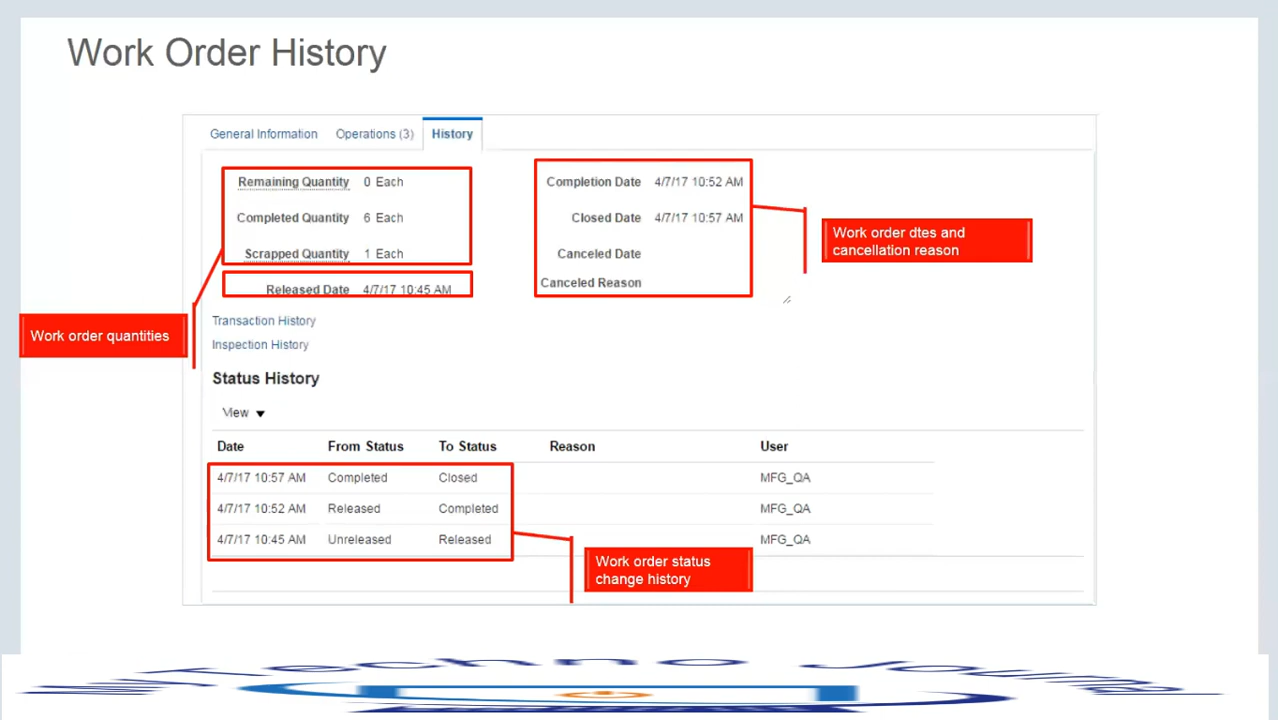 Work Order History
General Information Operations (3) History
Remaining Quantity 0 Each
Completed Quantity 6 Each
Scrapped Quantity 1 Each
Released Date 4/7/17 10:45 AM
Completion Date 4/7/17 10:52 AM
Closed Date 4/7/17 10:57 AM
Canceled Date
Canceled Reason
Work order dtes and
cancellation reason
Work order quantities
Transaction History
Inspection History
Status History
View
Date From Status To Status Reason User
4/7/17 10:57 AM Completed Closed MFG_QA
4/7/17 10:52 AM Released Completed MFG_QA
4/7/17 10:45 AM Unreleased Released MFG_QA
Work order status
change history